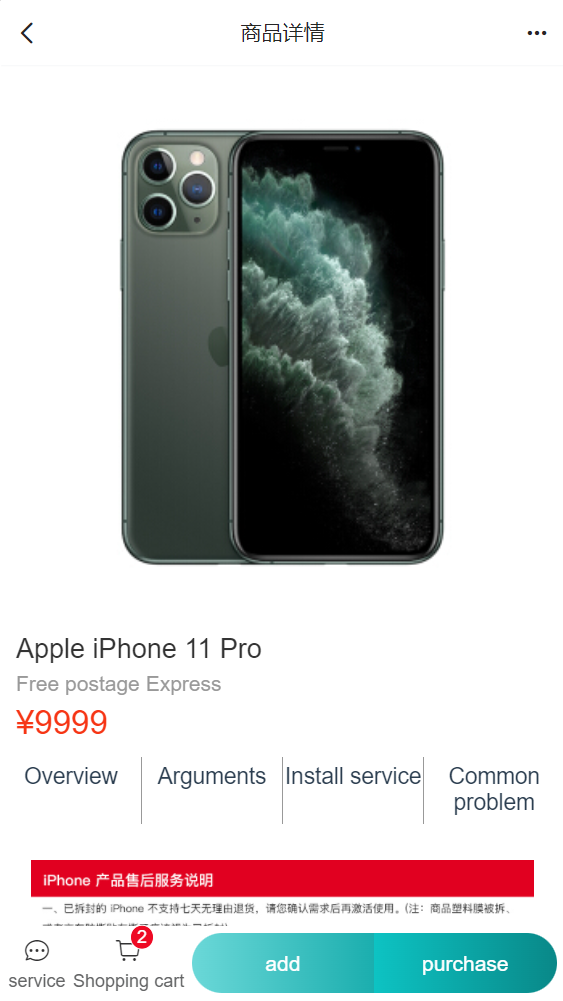 商品详情
Apple iPhone 11 Pro
Free postage Express
¥9999
Overview
Arguments
Install service
Common
problem
iPhone 产品售后服务说明
一、已拆封的 iPhone 不支持七天无理由退货，请您确认需求后再激活使用。(注：商品塑料膜被拆、
2
service
Shopping cart
add
purchase